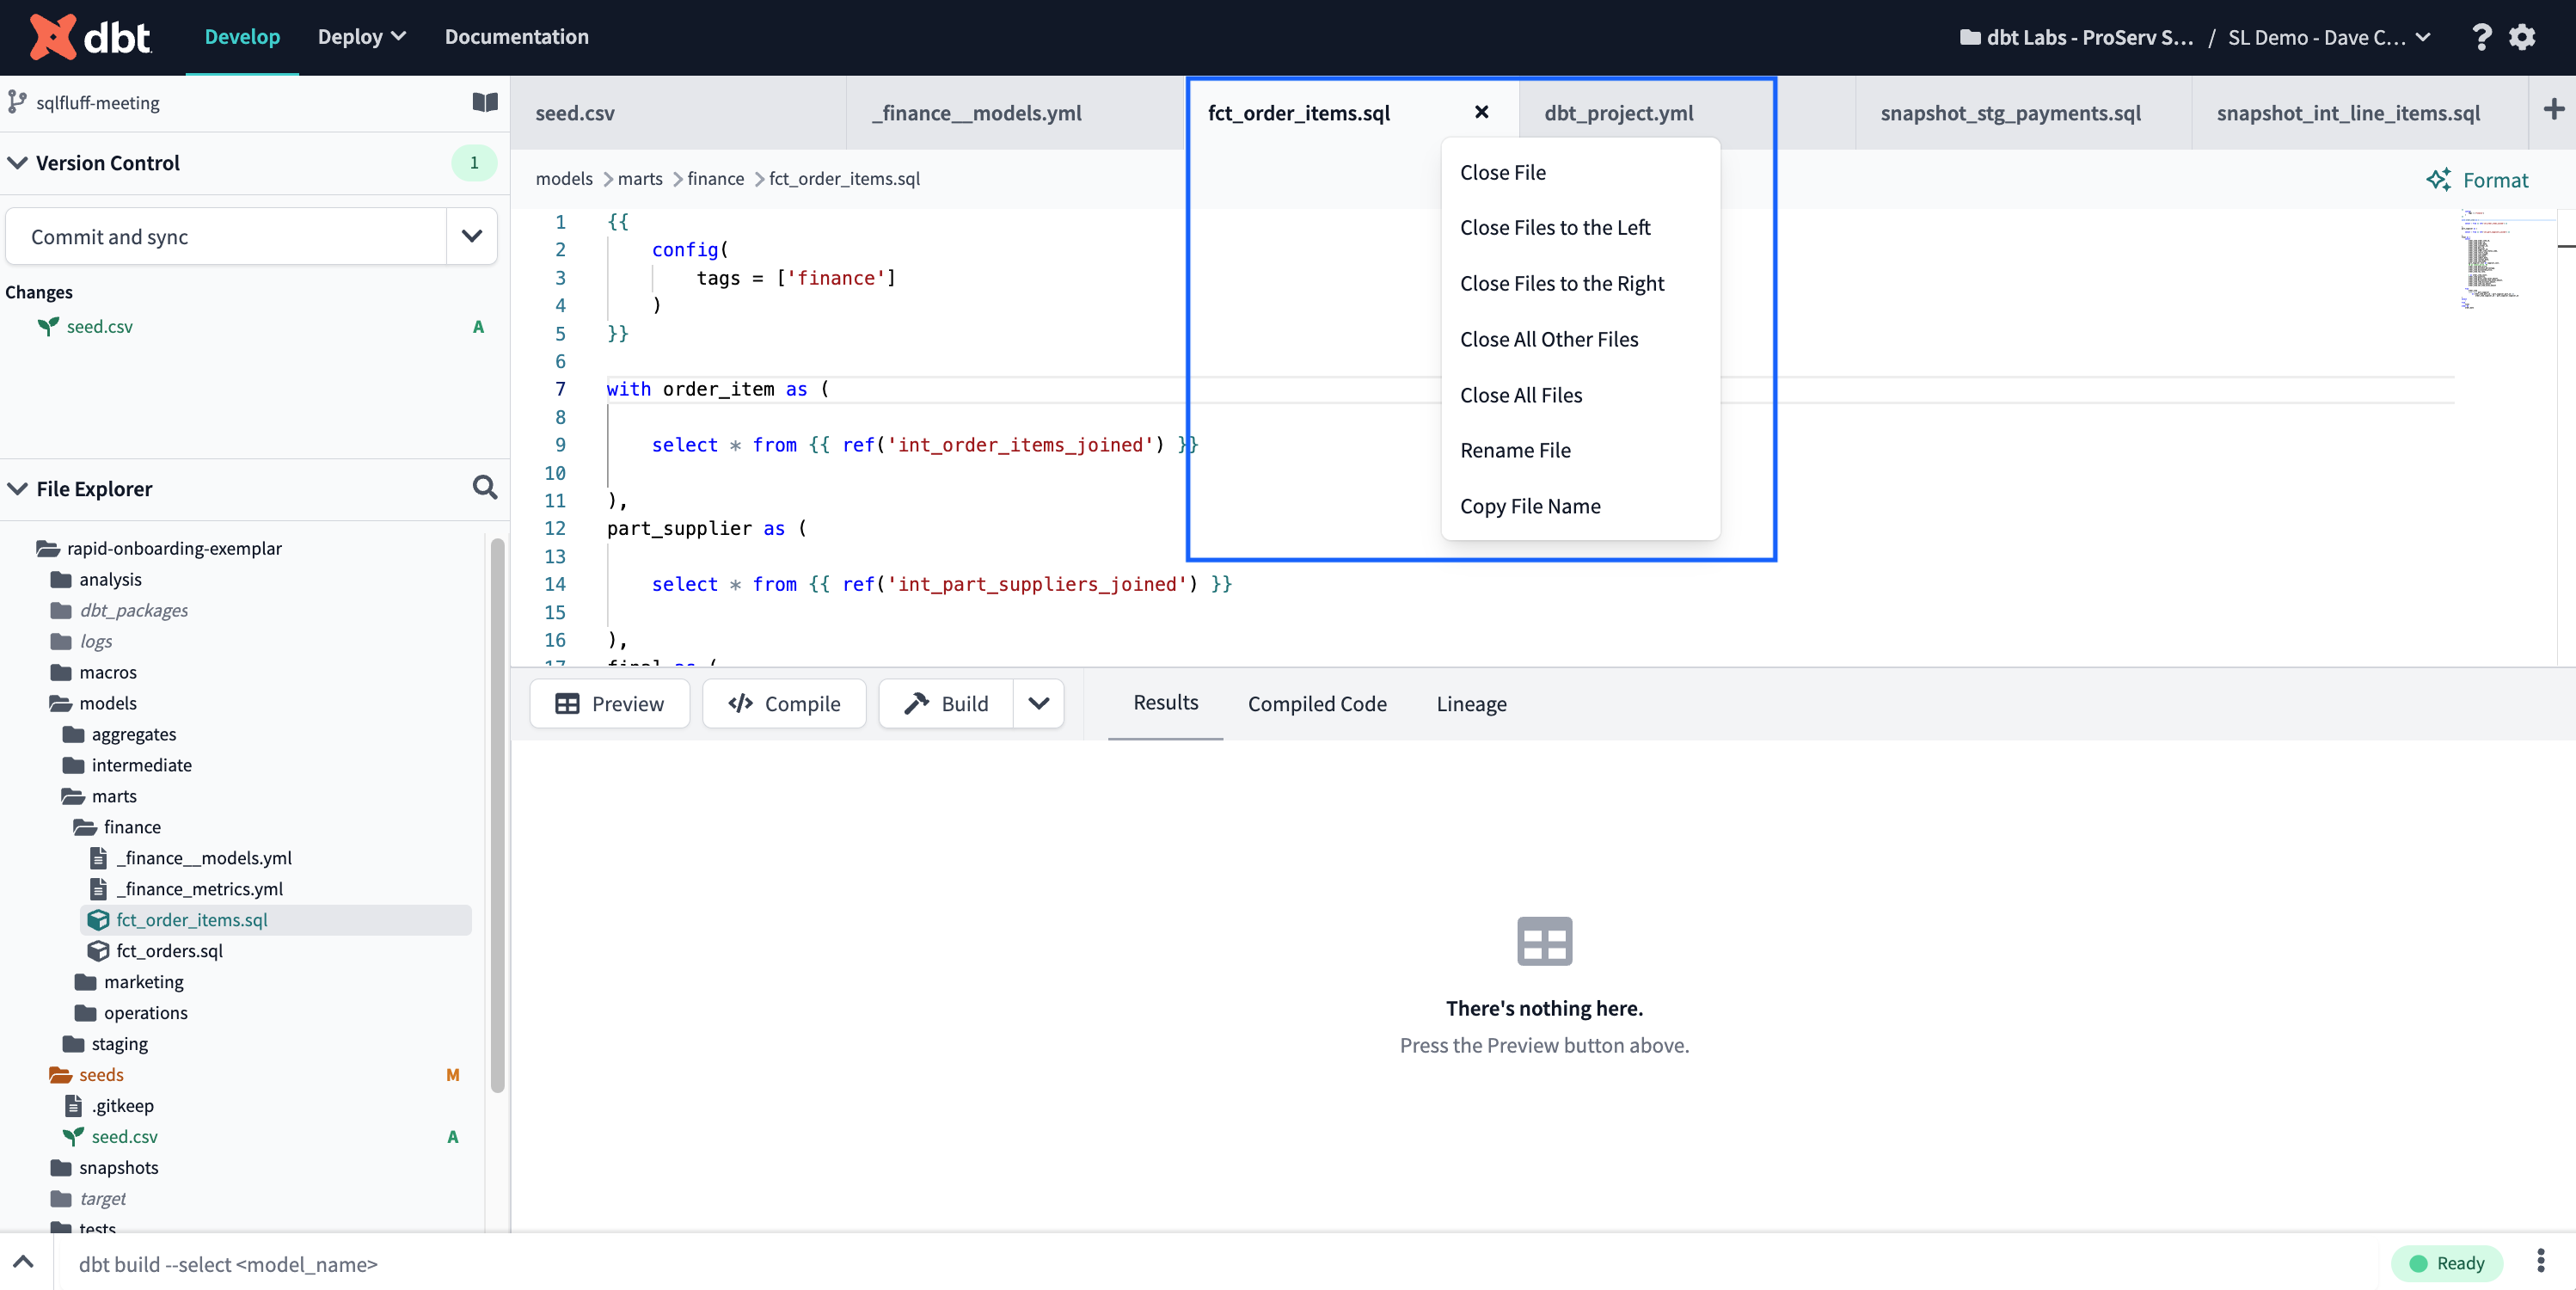 dbt
Develop
Deploy
Documentation
dbt Labs - ProServ S... / SL Demo - Dave C...
?
sqlfluff-meeting
Version Control
1
Commit and sync
Changes
seed.csv
A
File Explorer
rapid-onboarding-exemplar
analysis
dbt_packages
logs
macros
models
aggregates
intermediate
marts
finance
_finance__models.yml
_finance_metrics.yml
fct_order_items.sql
fct_orders.sql
marketing
operations
staging
seeds
M
.gitkeep
seed.csv
A
snapshots
target
tests
seed.csv
_finance__models.yml
fct_order_items.sql
dbt_project.yml
snapshot_stg_payments.sql
snapshot_int_line_items.sql
models > marts > finance > fct_order_items.sql
Format
1 {{
2 config(
3 tags = ['finance']
4 )
5 }}
6
7 with order_item as (
8
9 select * from {{ ref('int_order_items_joined') }}
10
11 ),
12 part_supplier as (
13
14 select * from {{ ref('int_part_suppliers_joined') }}
15
16 ),
17 final as (
Close File
Close Files to the Left
Close Files to the Right
Close All Other Files
Close All Files
Rename File
Copy File Name
Preview
Compile
Build
Results
Compiled Code
Lineage
There's nothing here.
Press the Preview button above.
dbt build --select <model_name>
Ready